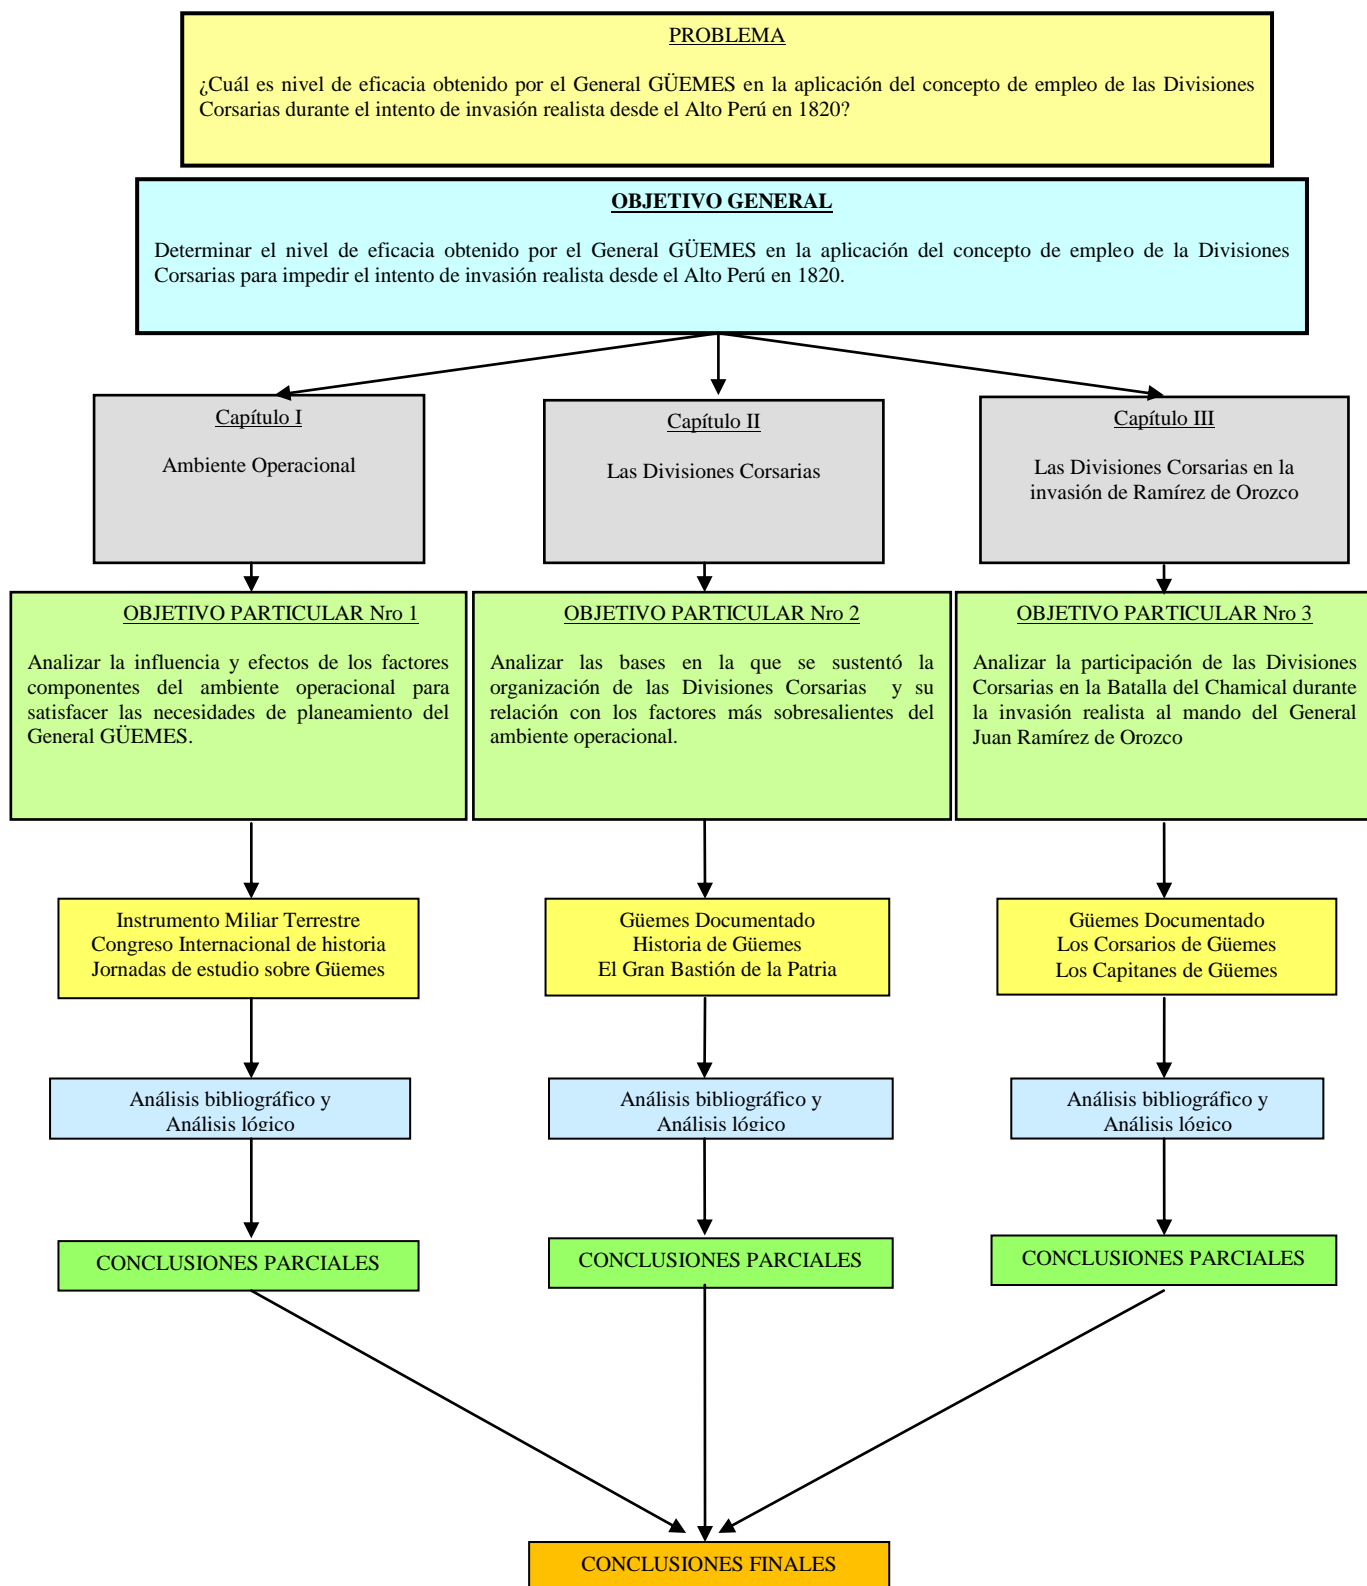 PROBLEMA
¿Cuál es nivel de eficacia obtenido por el General GÜEMES en la aplicación del concepto de empleo de las Divisiones
Corsarias durante el intento de invasión realista desde el Alto Perú en 1820?
OBJETIVO GENERAL
Determinar el nivel de eficacia obtenido por el General GÜEMES en la aplicación del concepto de empleo de la Divisiones
Corsarias para impedir el intento de invasión realista desde el Alto Perú en 1820.
Capítulo I
Ambiente Operacional
Capítulo II
Las Divisiones Corsarias
Capítulo III
Las Divisiones Corsarias en la
invasión de Ramírez de Orozco
OBJETIVO PARTICULAR Nro 1
Analizar la influencia y efectos de los factores
componentes del ambiente operacional para
satisfacer las necesidades de planeamiento del
General GÜEMES.
OBJETIVO PARTICULAR Nro 2
Analizar las bases en la que se sustentó la
organización de las Divisiones Corsarias y su
relación con los factores más sobresalientes del
ambiente operacional.
OBJETIVO PARTICULAR Nro 3
Analizar la participación de las Divisiones
Corsarias en la Batalla del Chamical durante
la invasión realista al mando del General
Juan Ramírez de Orozco
Instrumento Miliar Terrestre
Congreso Internacional de historia
Jornadas de estudio sobre Güemes
Güemes Documentado
Historia de Güemes
El Gran Bastión de la Patria
Güemes Documentado
Los Corsarios de Güemes
Los Capitanes de Güemes
Análisis bibliográfico y
Análisis lógico
Análisis bibliográfico y
Análisis lógico
Análisis bibliográfico y
Análisis lógico
CONCLUSIONES PARCIALES
CONCLUSIONES PARCIALES
CONCLUSIONES PARCIALES
CONCLUSIONES FINALES